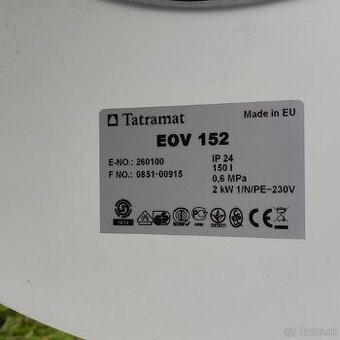 Tatramat
Made in EU
EOV 152
E-NO.: 260100
IP 24
150 l
F NO.: 0851-00915
0,6 MPa
2 kW 1/N/PE~230V
CE